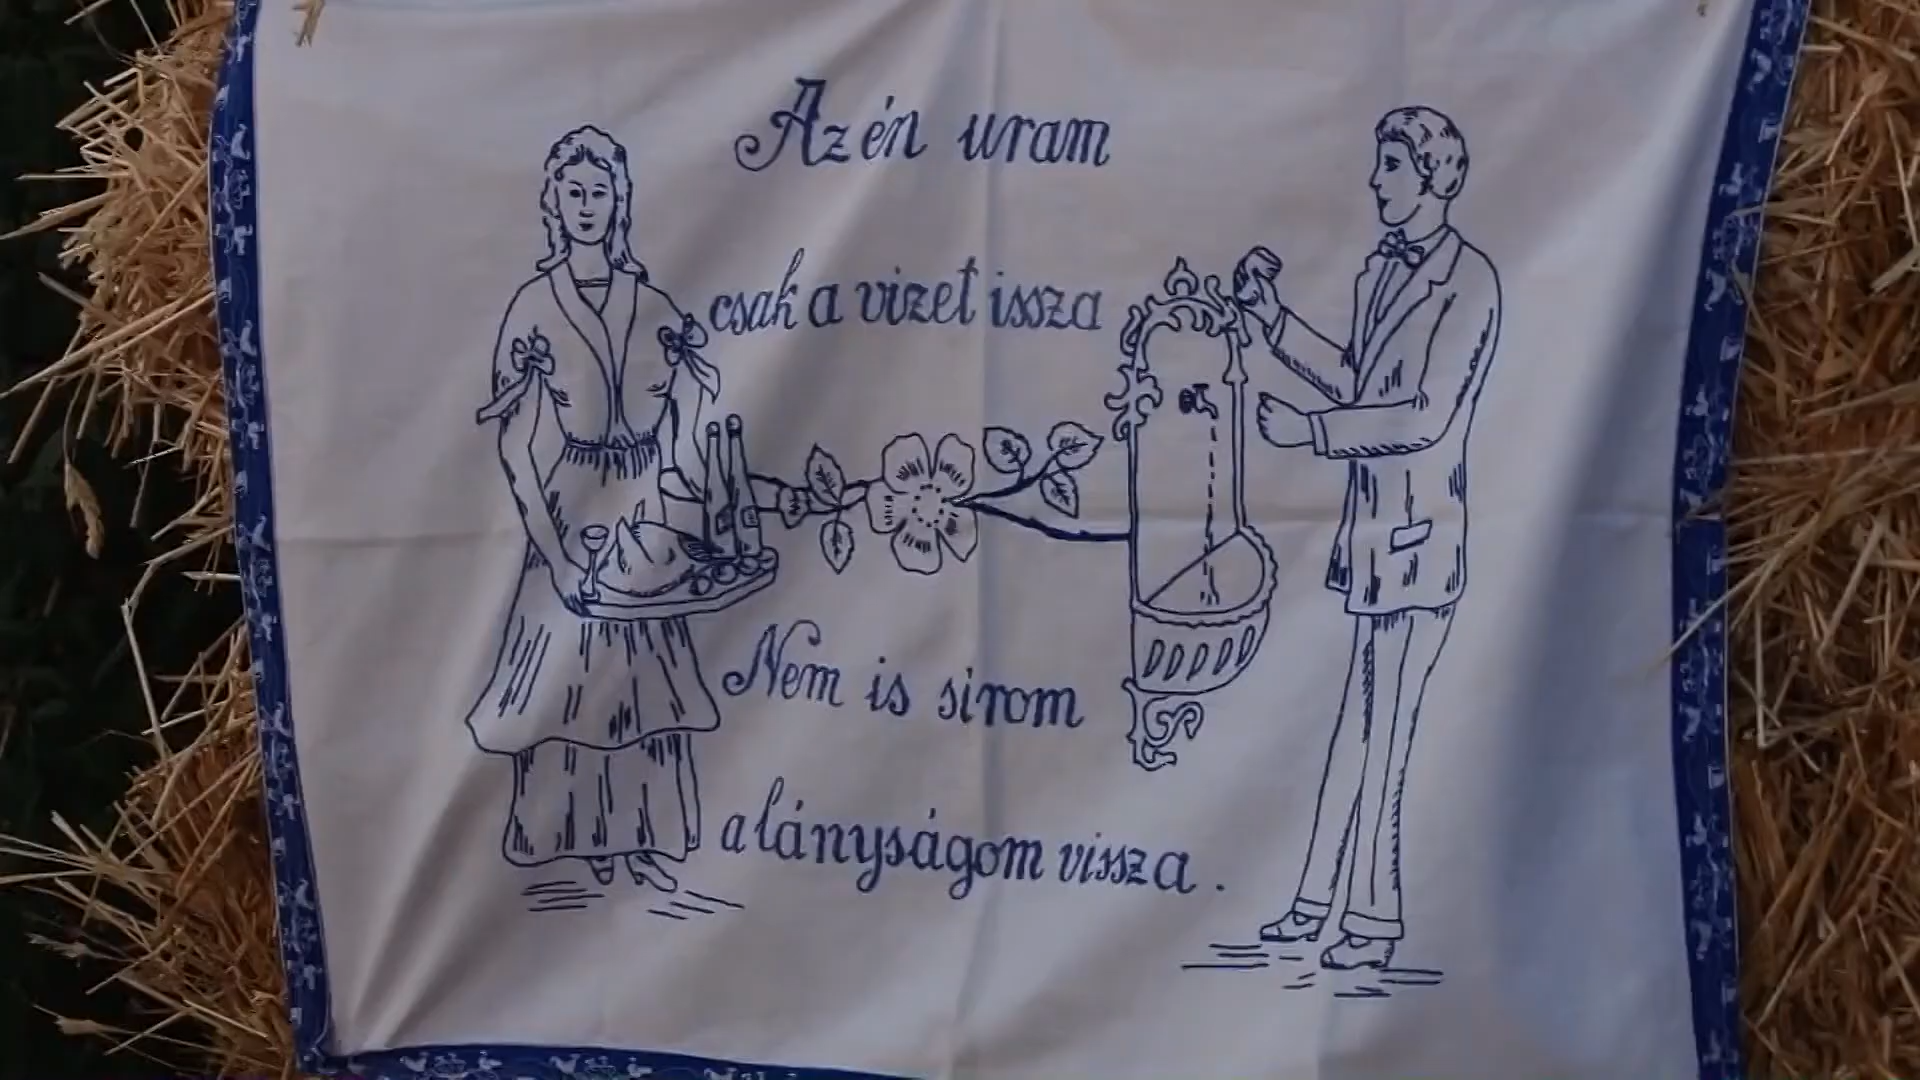 Az én uram
csak a vizet issza
Nem is sirom
a lányságom vissza.